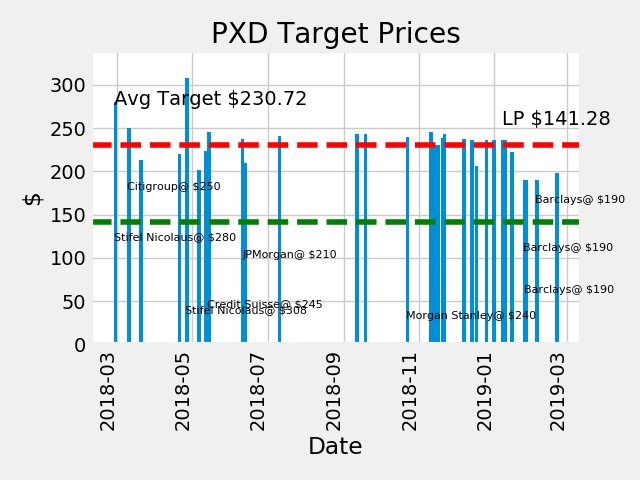 PXD Target Prices
Avg Target $230.72
LP $141.28
Citigroup@ $250
Barclays@ $190
Stifel Nicolaus@ $280
Barclays@ $190
JPMorgan@ $210
Barclays@ $190
Credit Suisse@ $245
Stifel Nicolaus@ $308
Morgan Stanley@ $240
$
300
250
200
150
100
50
0
2018-03
2018-05
2018-07
2018-09
2018-11
2019-01
2019-03
Date